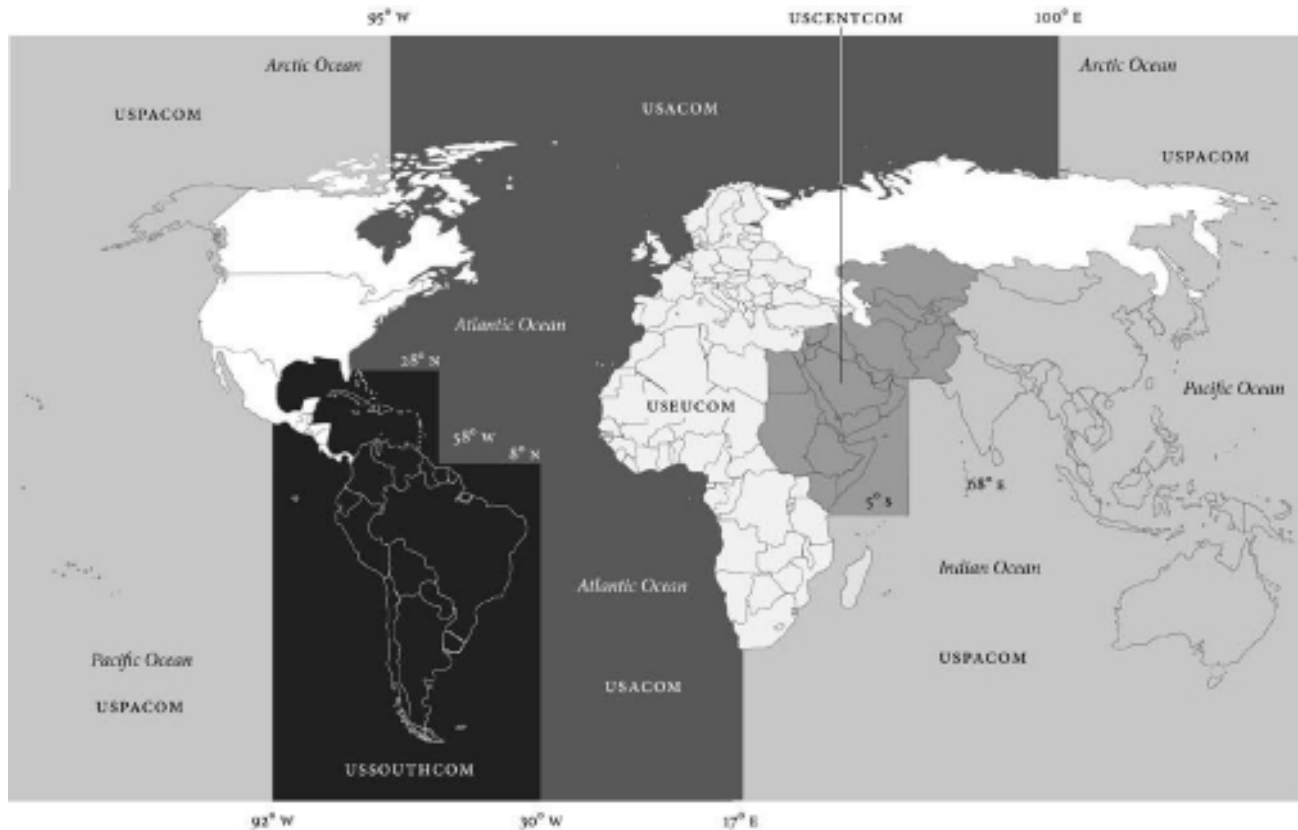 95° W
USCENTCOM
100° E
Arctic Ocean
Arctic Ocean
USPACOM
USACOM
USPACOM
Atlantic Ocean
28° N
Pacific Ocean
USEUCOM
58° W
8° N
68° E
5° S
Indian Ocean
Atlantic Ocean
Pacific Ocean
USPACOM
USACOM
USPACOM
USSOUTHCOM
92° W
30° W
17° E